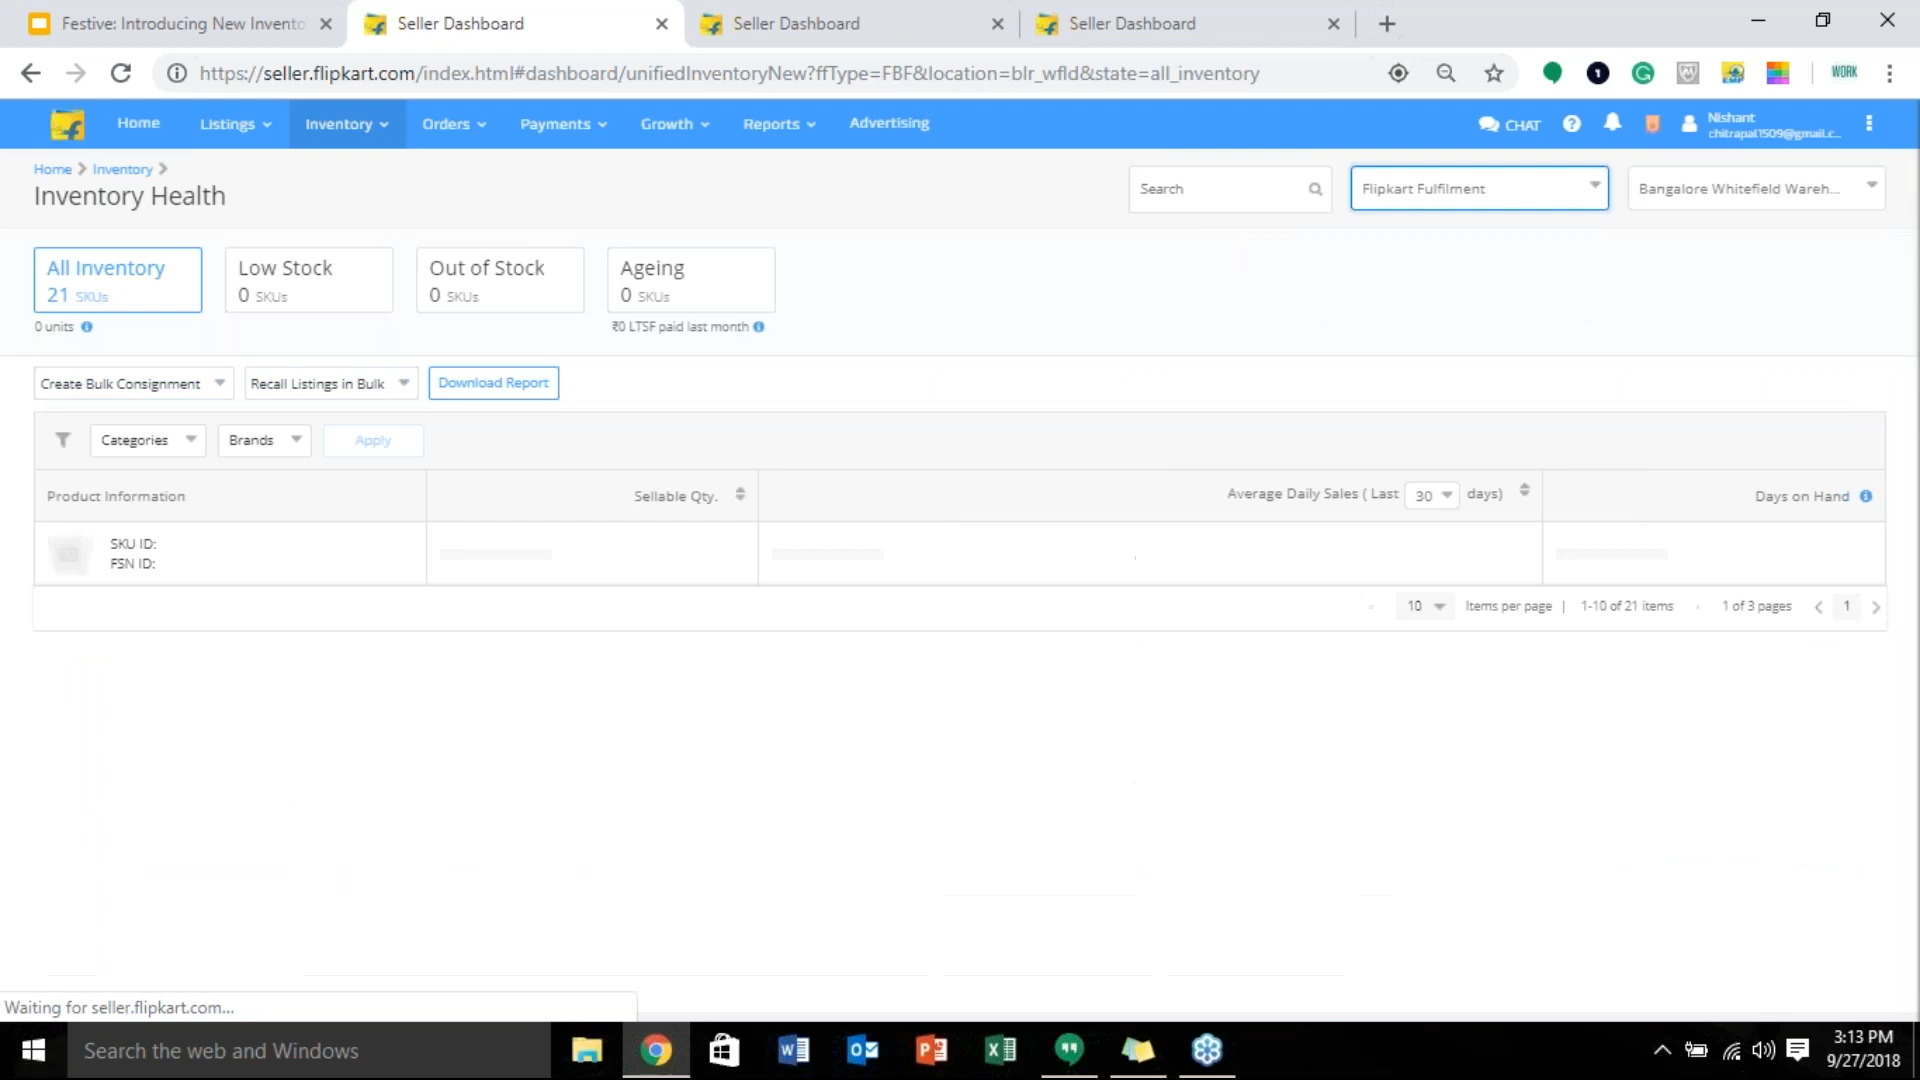 Festive: Introducing New Invento
Seller Dashboard
Seller Dashboard
Seller Dashboard
https://seller.flipkart.com/index.html#dashboard/unifiedInventoryNew?ffType=FBF&location=blr_wfld&state=all_inventory
WORK
Home
Listings
Inventory
Orders
Payments
Growth
Reports
Advertising
CHAT
Nishant
chitrapal1509@gmail.c...
Home
Inventory
Inventory Health
Search
Flipkart Fulfilment
Bangalore Whitefield Wareh...
All Inventory
21 SKUs
Low Stock
0 SKUs
Out of Stock
0 SKUs
Ageing
0 SKUs
0 units
₹0 LTSF paid last month
Create Bulk Consignment
Recall Listings in Bulk
Download Report
Categories
Brands
Apply
Product Information
Sellable Qty.
Average Daily Sales ( Last 30 days)
Days on Hand
SKU ID:
FSN ID:
10 Items per page | 1-10 of 21 items
1 of 3 pages
1
Waiting for seller.flipkart.com...
Search the web and Windows
3:13 PM
9/27/2018